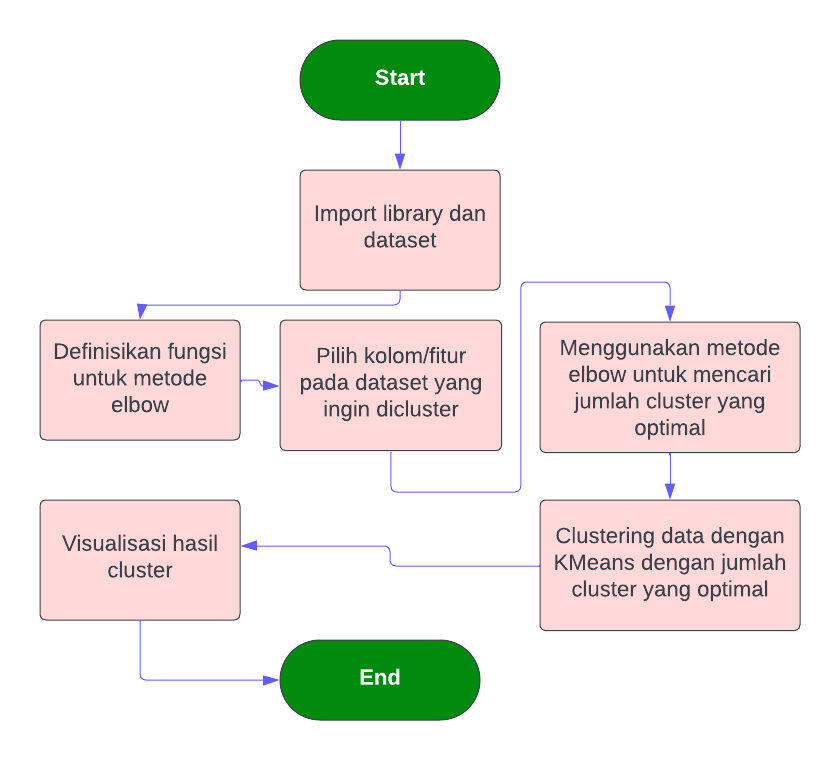 Start
Import library dan
dataset
Definisikan fungsi
untuk metode
elbow
Pilih kolom/fitur
pada dataset yang
ingin dicluster
Menggunakan metode
elbow untuk mencari
jumlah cluster yang
optimal
Clustering data dengan
KMeans dengan jumlah
cluster yang optimal
Visualisasi hasil
cluster
End